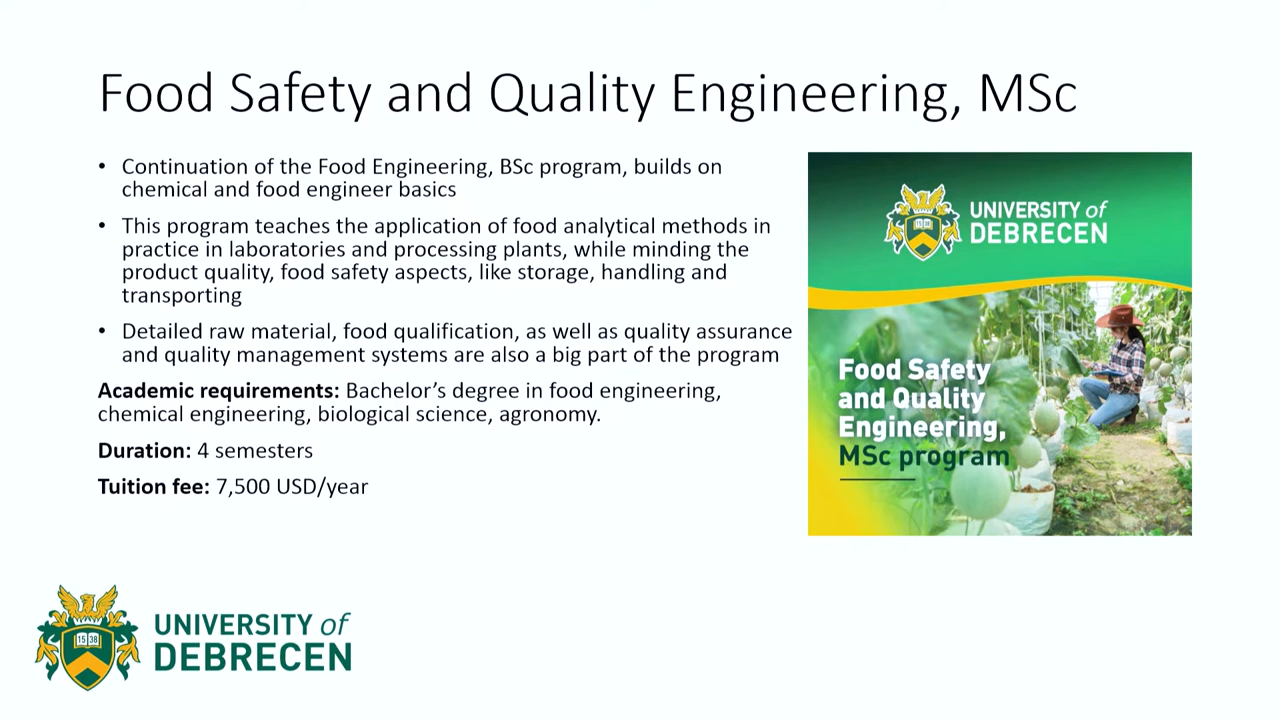 Food Safety and Quality Engineering, MSc
• Continuation of the Food Engineering, BSc program, builds on
chemical and food engineer basics
• This program teaches the application of food analytical methods in
practice in laboratories and processing plants, while minding the
product quality, food safety aspects, like storage, handling and
transporting
• Detailed raw material, food qualification, as well as quality assurance
and quality management systems are also a big part of the program
Academic requirements: Bachelor’s degree in food engineering,
chemical engineering, biological science, agronomy.
Duration: 4 semesters
Tuition fee: 7,500 USD/year
UNIVERSITY of
DEBRECEN
Food Safety
and Quality
Engineering,
MSc program
15 38
UNIVERSITY of
DEBRECEN